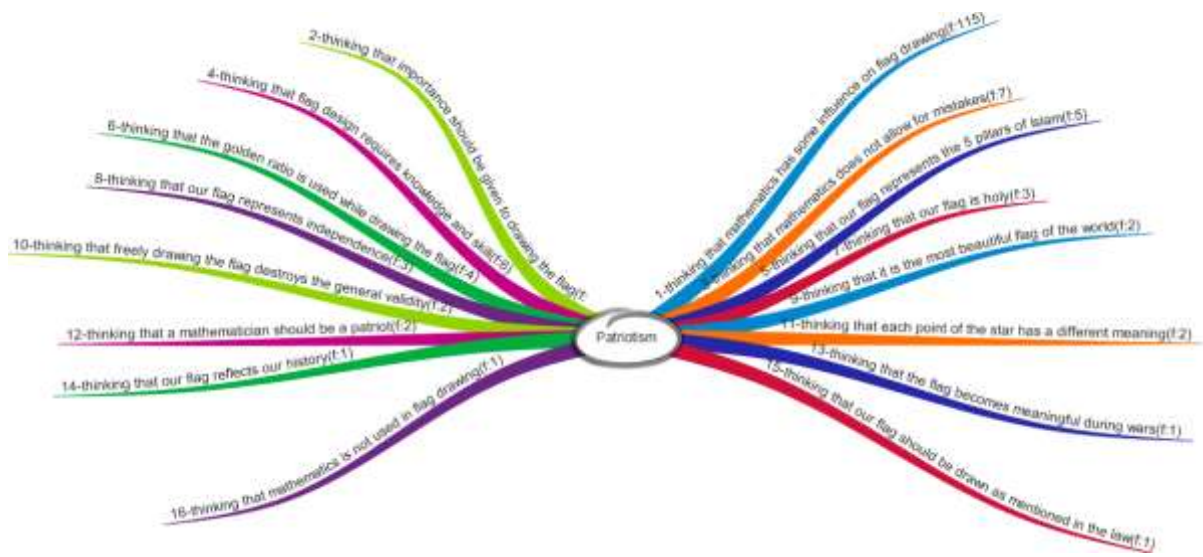 2-thinking that importance should be given to drawing the flag(f:
4-thinking that flag design requires knowledge and skill(f:6)
6-thinking that the golden ratio is used while drawing the flag(f:4)
8-thinking that our flag represents independence(f:3)
10-thinking that freely drawing the flag destroys the general validity(f:2)
12-thinking that a mathematician should be a patriot(f:2)
14-thinking that our flag reflects our history(f:1)
16-thinking that mathematics is not used in flag drawing(f:1)
Patriotism
1-thinking that mathematics has some influence on flag drawing(f:115)
3-thinking that mathematics does not allow for mistakes(f:7)
5-thinking that our flag represents the 5 pillars of Islam(f:5)
7-thinking that our flag is holy(f:3)
9-thinking that it is the most beautiful flag of the world(f:2)
11-thinking that each point of the star has a different meaning(f:2)
13-thinking that the flag becomes meaningful during wars(f:1)
15-thinking that our flag should be drawn as mentioned in the law(f:1)